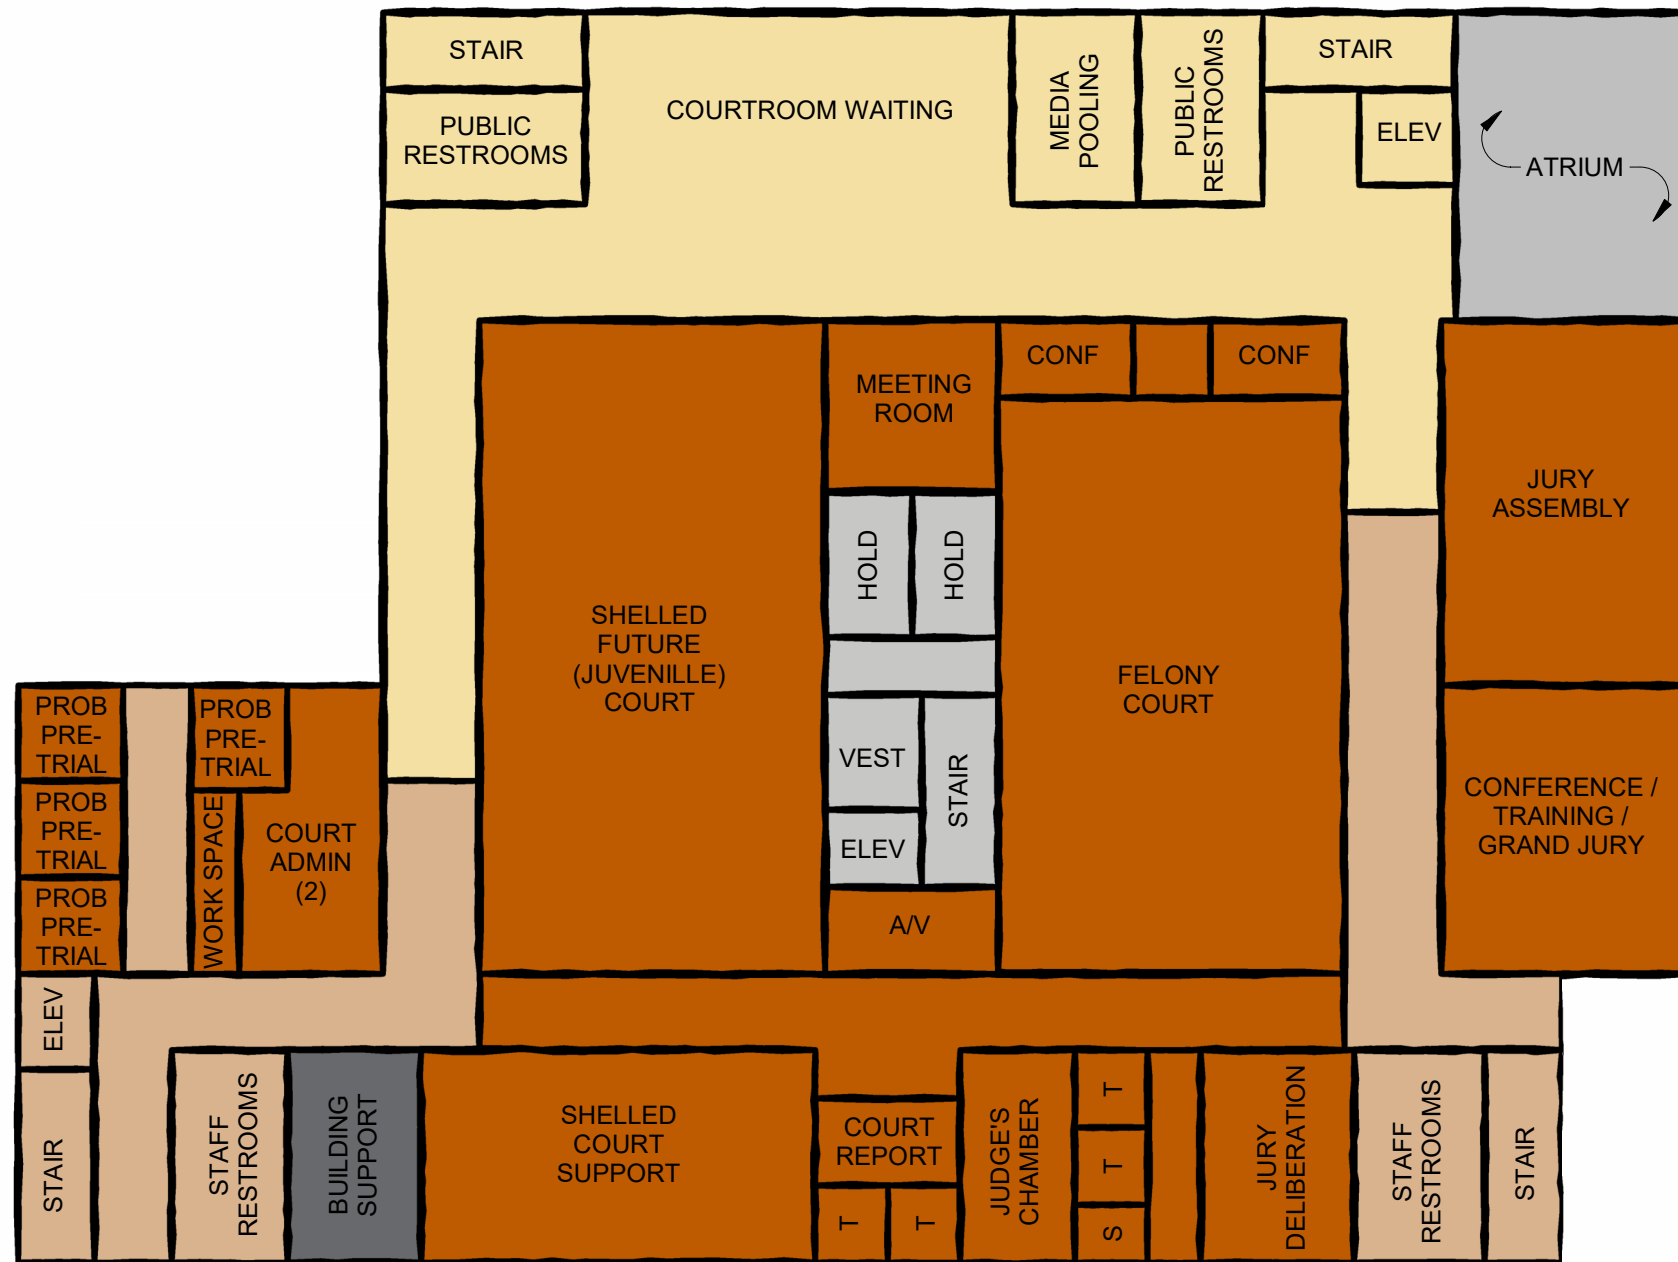 STAIR
PUBLIC
RESTROOMS
COURTROOM WAITING
MEDIA
POOLING
PUBLIC
RESTROOMS
STAIR
ELEV
ATRIUM
CONF
CONF
MEETING
ROOM
HOLD
HOLD
JURY
ASSEMBLY
SHELLED
FUTURE
(JUVENILLE)
COURT
FELONY
COURT
PROB
PRE-
TRIAL
PROB
PRE-
TRIAL
VEST
STAIR
ELEV
CONFERENCE /
TRAINING /
GRAND JURY
PROB
PRE-
TRIAL
WORK SPACE
COURT
ADMIN
(2)
PROB
PRE-
TRIAL
A/V
ELEV
STAIR
STAFF
RESTROOMS
BUILDING
SUPPORT
SHELLED
COURT
SUPPORT
COURT
REPORT
T
T
JUDGE'S
CHAMBER
T
T
S
JURY
DELIBERATION
STAFF
RESTROOMS
STAIR